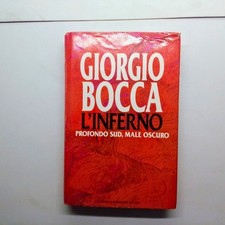 GIORGIO
BOCCA
L'INFERNO
PROFONDO SUD, MALE OSCURO